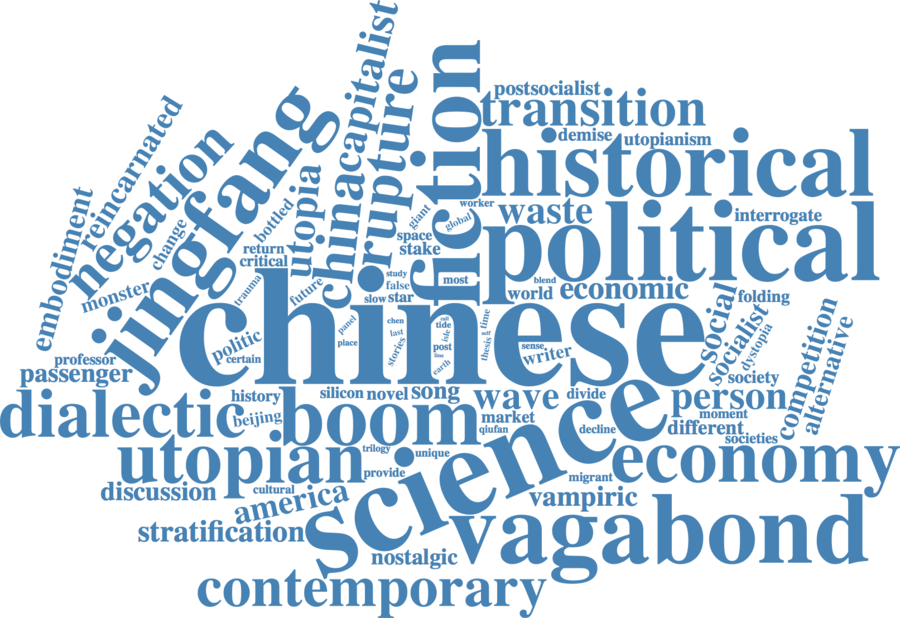 capitalist
postsocialist
transition
reincarnated
rupture
fiction
demise
utopianism
historical
negation
jingfang
china
utopia
bottled
giant
worker
global
waste
interrogate
embodiment
change
return
space
stake
political
critical
monster
trauma
future
study
false
most
blend
slow
star
world
economic
social
folding
chinese
politic
certain
panel
place
chen
last
stories
tide
isle
post
line
earth
time
self
thesis
sense
writer
socialist
dystopia
competition
alternative
professor
passenger
society
history
silicon
novel
song
wave
divide
person
moment
dialectic
beijing
boom
market
qiufan
decline
different
societies
science
utopian
trilogy
unique
economy
provide
migrant
discussion
cultural
america
vampiric
stratification
vagabond
nostalgic
contemporary